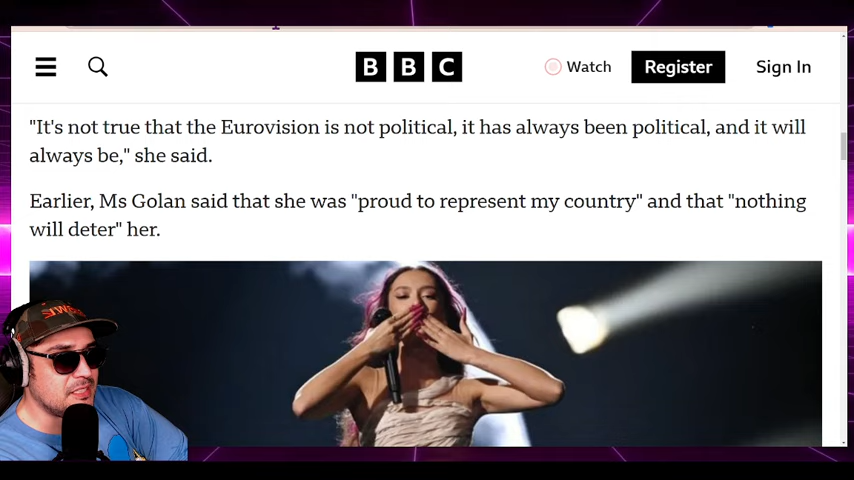 BBC
Watch
Register
Sign In
"It's not true that the Eurovision is not political, it has always been political, and it will
always be," she said.
Earlier, Ms Golan said that she was "proud to represent my country" and that "nothing
will deter" her.